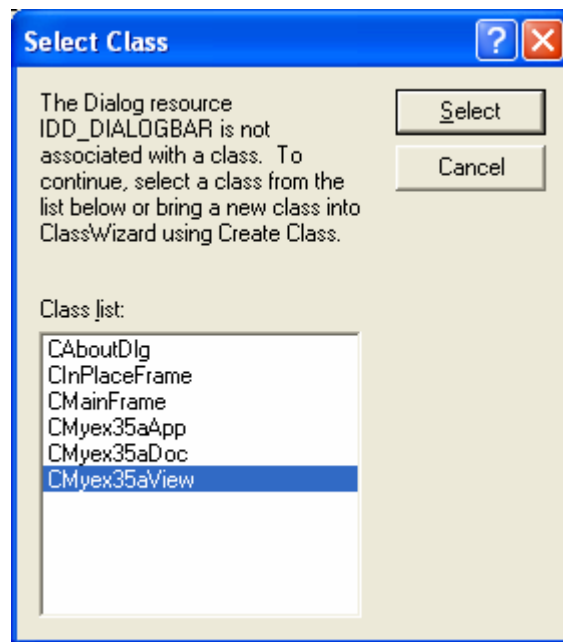 Select Class
?
The Dialog resource
IDD_DIALOGBAR is not
associated with a class. To
continue, select a class from the
list below or bring a new class into
ClassWizard using Create Class.
Select
Cancel
Class list:
CAboutDlg
CInPlaceFrame
CMainFrame
CMyex35aApp
CMyex35aDoc
CMyex35aView